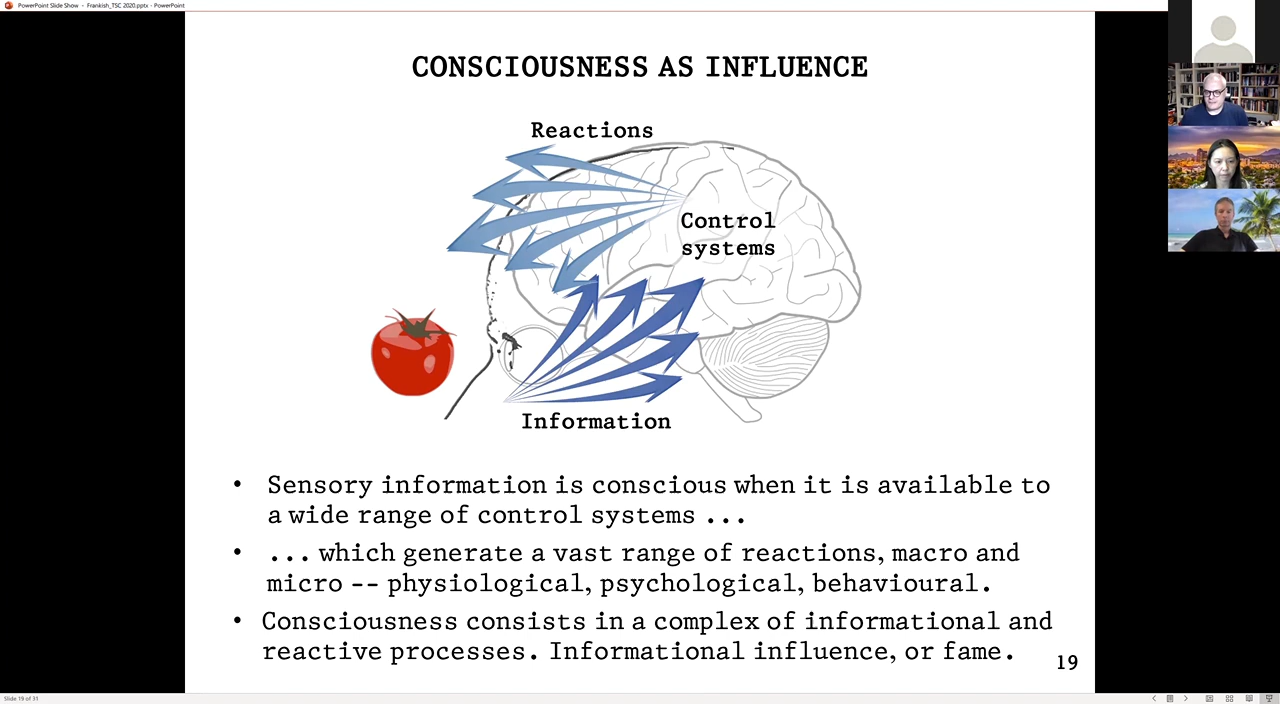 PowerPoint Slide Show - Frankish_TSC 2020.pptx - PowerPoint
CONSCIOUSNESS AS INFLUENCE
Reactions
Control
systems
Information
• Sensory information is conscious when it is available to
a wide range of control systems ...
• ... which generate a vast range of reactions, macro and
micro -- physiological, psychological, behavioural.
• Consciousness consists in a complex of informational and
reactive processes. Informational influence, or fame.
19
Slide 19 of 31